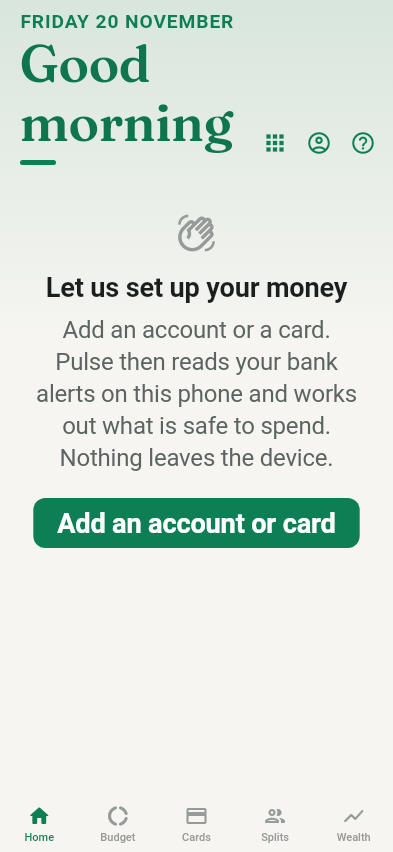 FRIDAY 20 NOVEMBER
Good
morning
Let us set up your money
Add an account or a card.
Pulse then reads your bank
alerts on this phone and works
out what is safe to spend.
Nothing leaves the device.
Add an account or card
Home Budget Cards Splits Wealth